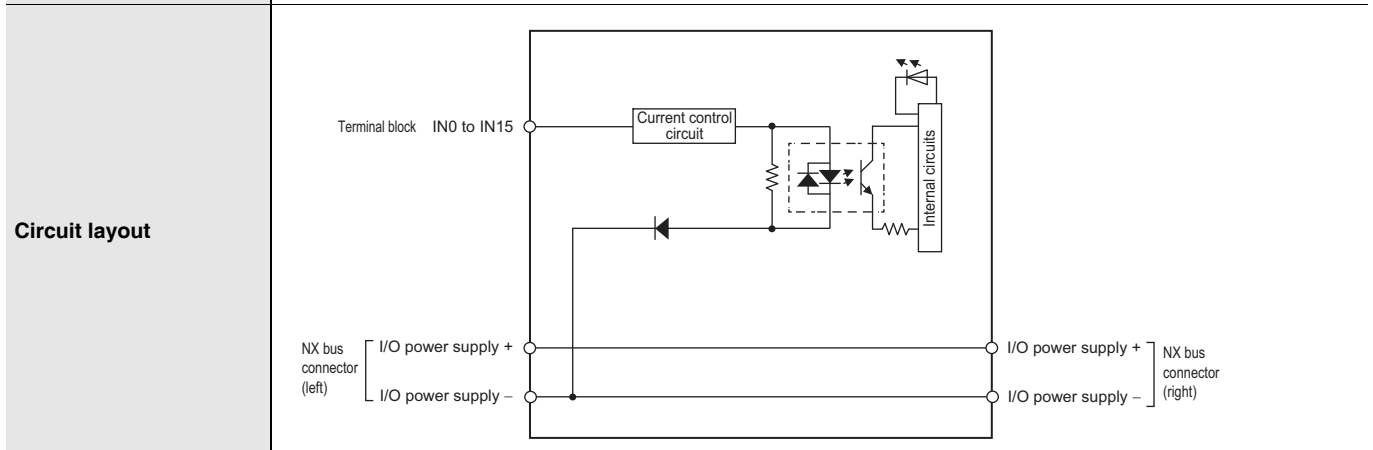 Circuit layout
Terminal block IN0 to IN15
Current control
circuit
Internal circuits
NX bus
connector
(left)
I/O power supply +
I/O power supply –
I/O power supply +
I/O power supply –
NX bus
connector
(right)